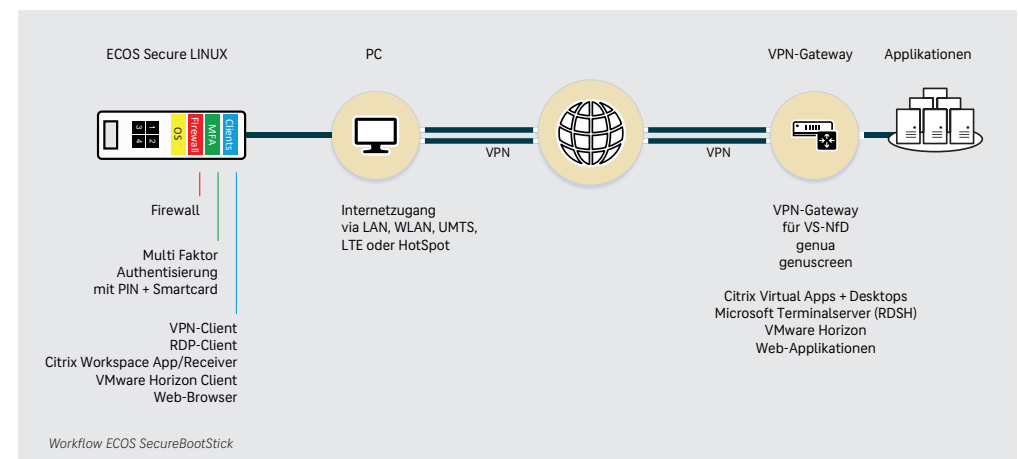 ECOS Secure LINUX
PC
VPN-Gateway
Applikationen
1 2
3 4
OS
Firewall
MFA
Clients
VPN
VPN
Firewall
Multi Faktor
Authentisierung
mit PIN + Smartcard
VPN-Client
RDP-Client
Citrix Workspace App/Receiver
VMware Horizon Client
Web-Browser
Internetzugang
via LAN, WLAN, UMTS,
LTE oder HotSpot
VPN-Gateway
für VS-NfD
genua
genuscreen
Citrix Virtual Apps + Desktops
Microsoft Terminalserver (RDSH)
VMware Horizon
Web-Applikationen
Workflow ECOS SecureBootStick